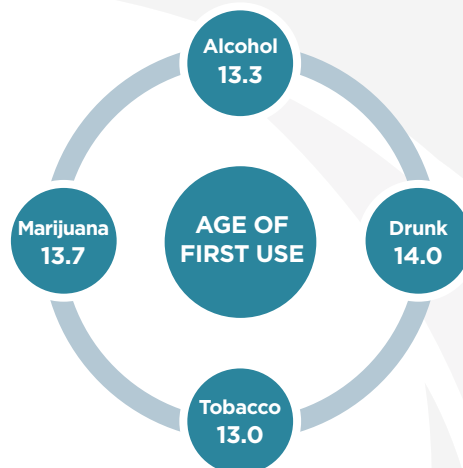 Alcohol
13.3
Marijuana
13.7
AGE OF
FIRST USE
Drunk
14.0
Tobacco
13.0